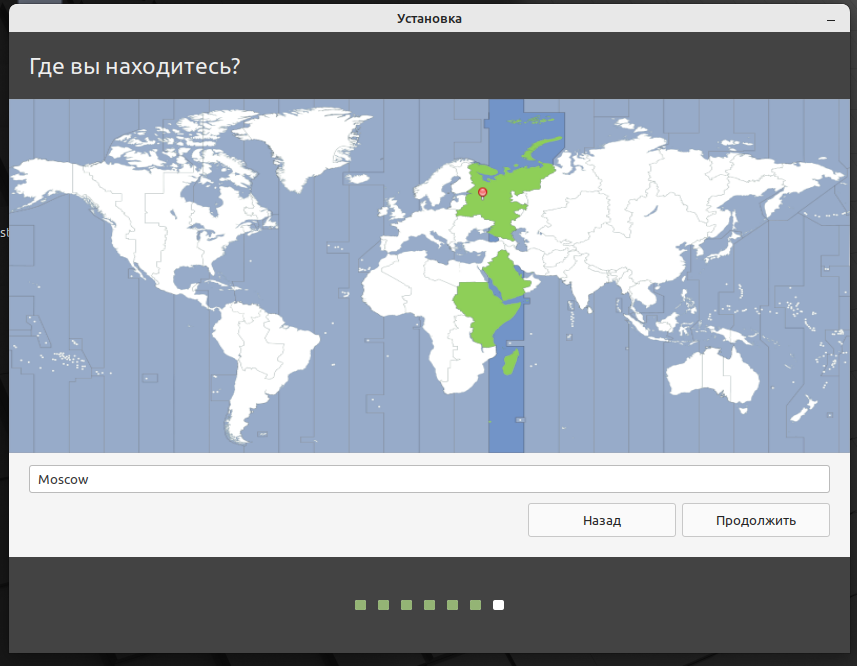 Установка
Где вы находитесь?
Moscow
Назад
Продолжить